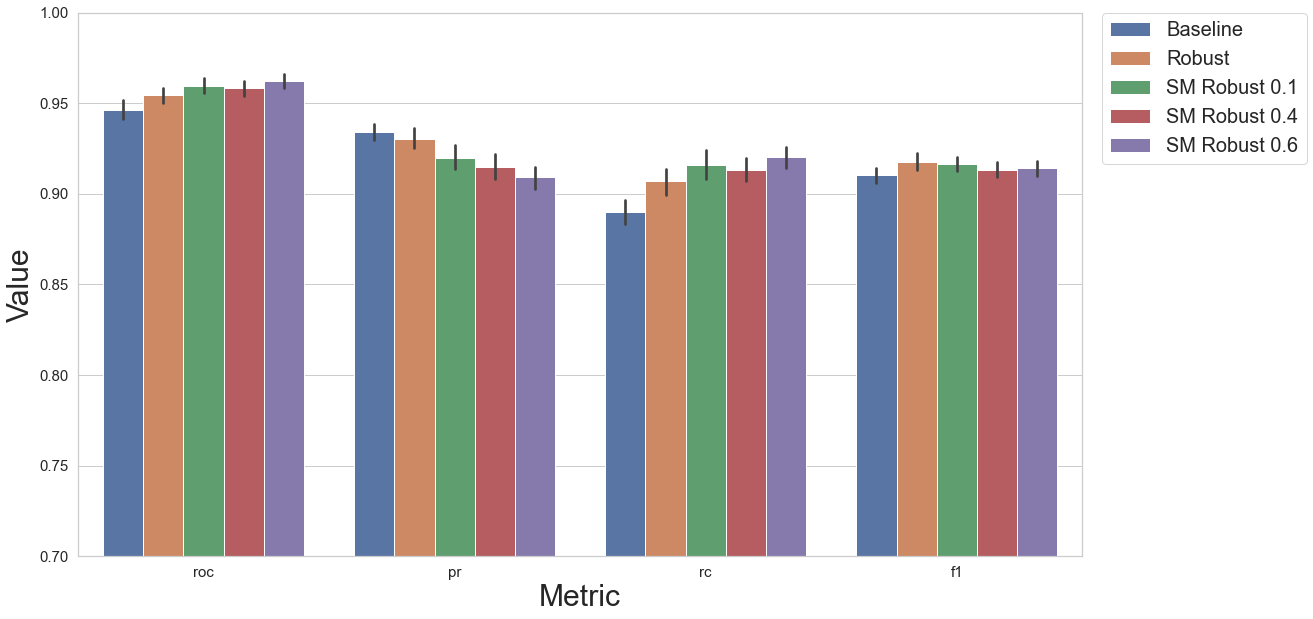 1.00
0.95
0.90
0.85
0.80
0.75
0.70
Value
roc
pr
rc
f1
Metric
Baseline
Robust
SM Robust 0.1
SM Robust 0.4
SM Robust 0.6